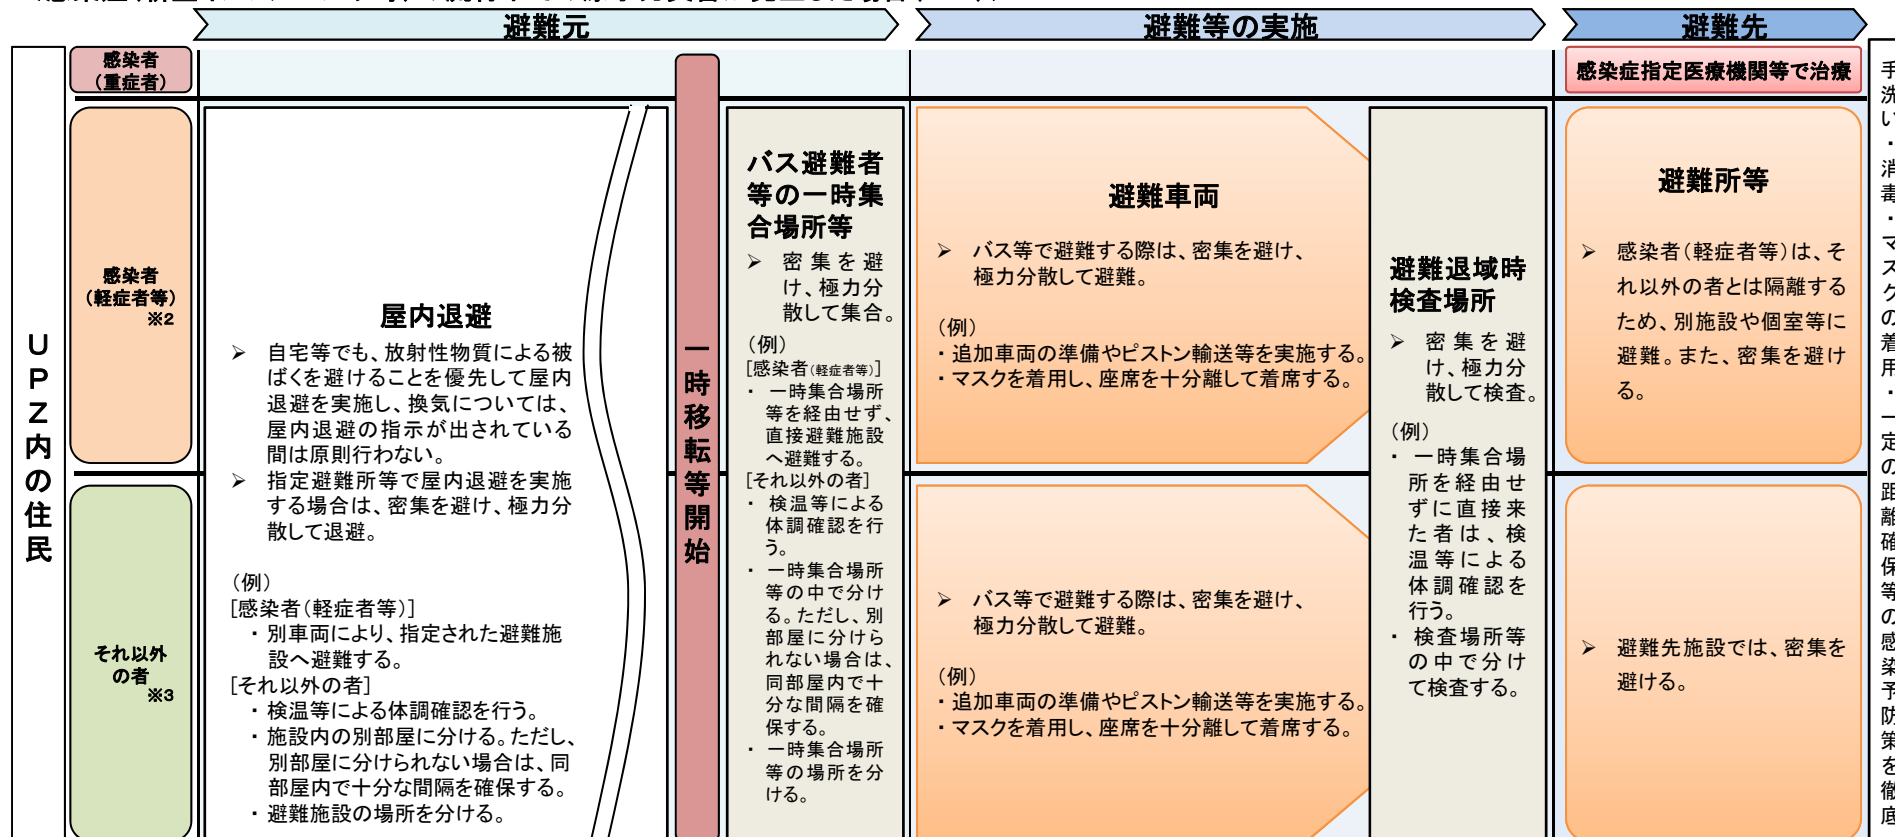 避難元
避難等の実施
避難先
UPZ内の住民
感染者
(重症者)
感染症指定医療機関等で治療
感染者
(軽症者等)
※2
それ以外
の者
※3
屋内退避
➢ 自宅等でも、放射性物質による被
ばくを避けることを優先して屋内
退避を実施し、換気については、
屋内退避の指示が出されている
間は原則行わない。
➢ 指定避難所等で屋内退避を実施
する場合は、密集を避け、極力分
散して退避。
(例)
[感染者(軽症者等)]
・別車両により、指定された避難施
設へ避難する。
[それ以外の者]
・検温等による体調確認を行う。
・施設内の別部屋に分ける。ただし、
別部屋に分けられない場合は、同
部屋内で十分な間隔を確保する。
・避難施設の場所を分ける。
一時移転等開始
バス避難者
等の一時集
合場所等
➢ 密集を避
け、極力分
散して集合。
(例)
[感染者(軽症者等)]
・一時集合場所
等を経由せず、
直接避難施設
へ避難する。
[それ以外の者]
・検温等による
体調確認を行
う。
・一時集合場所
等の中で分け
る。ただし、別
部屋に分けら
れない場合は、
同部屋内で十
分な間隔を確
保する。
・一時集合場所
等の場所を分
ける。
避難車両
➢ バス等で避難する際は、密集を避け、
極力分散して避難。
(例)
・追加車両の準備やピストン輸送等を実施する。
・マスクを着用し、座席を十分離して着席する。
➢ バス等で避難する際は、密集を避け、
極力分散して避難。
(例)
・追加車両の準備やピストン輸送等を実施する。
・マスクを着用し、座席を十分離して着席する。
避難退域時
検査場所
➢ 密集を避
け、極力分
散して検査。
(例)
・一時集合場
所を経由せ
ずに直接来
た者は、検
温等による
体調確認を
行う。
・検査場所等
の中で分け
て検査する。
避難所等
➢ 感染者(軽症者等)は、そ
れ以外の者とは隔離する
ため、別施設や個室等に
避難。また、密集を避け
る。
➢ 避難先施設では、密集を
避ける。
手洗い・消毒・マスクの着用・一定の距離確保等の感染予防策を徹底